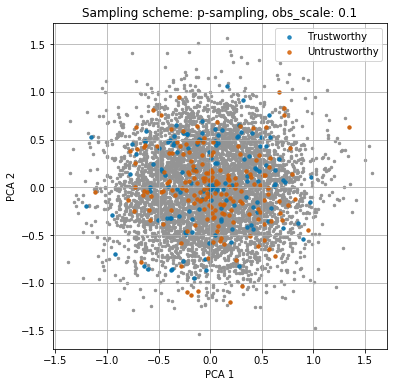 Sampling scheme: p-sampling, obs_scale: 0.1
Trustworthy
Untrustworthy
1.5
1.0
0.5
0.0
−0.5
−1.0
−1.5
PCA 2
−1.5
−1.0
−0.5
0.0
0.5
1.0
1.5
PCA 1